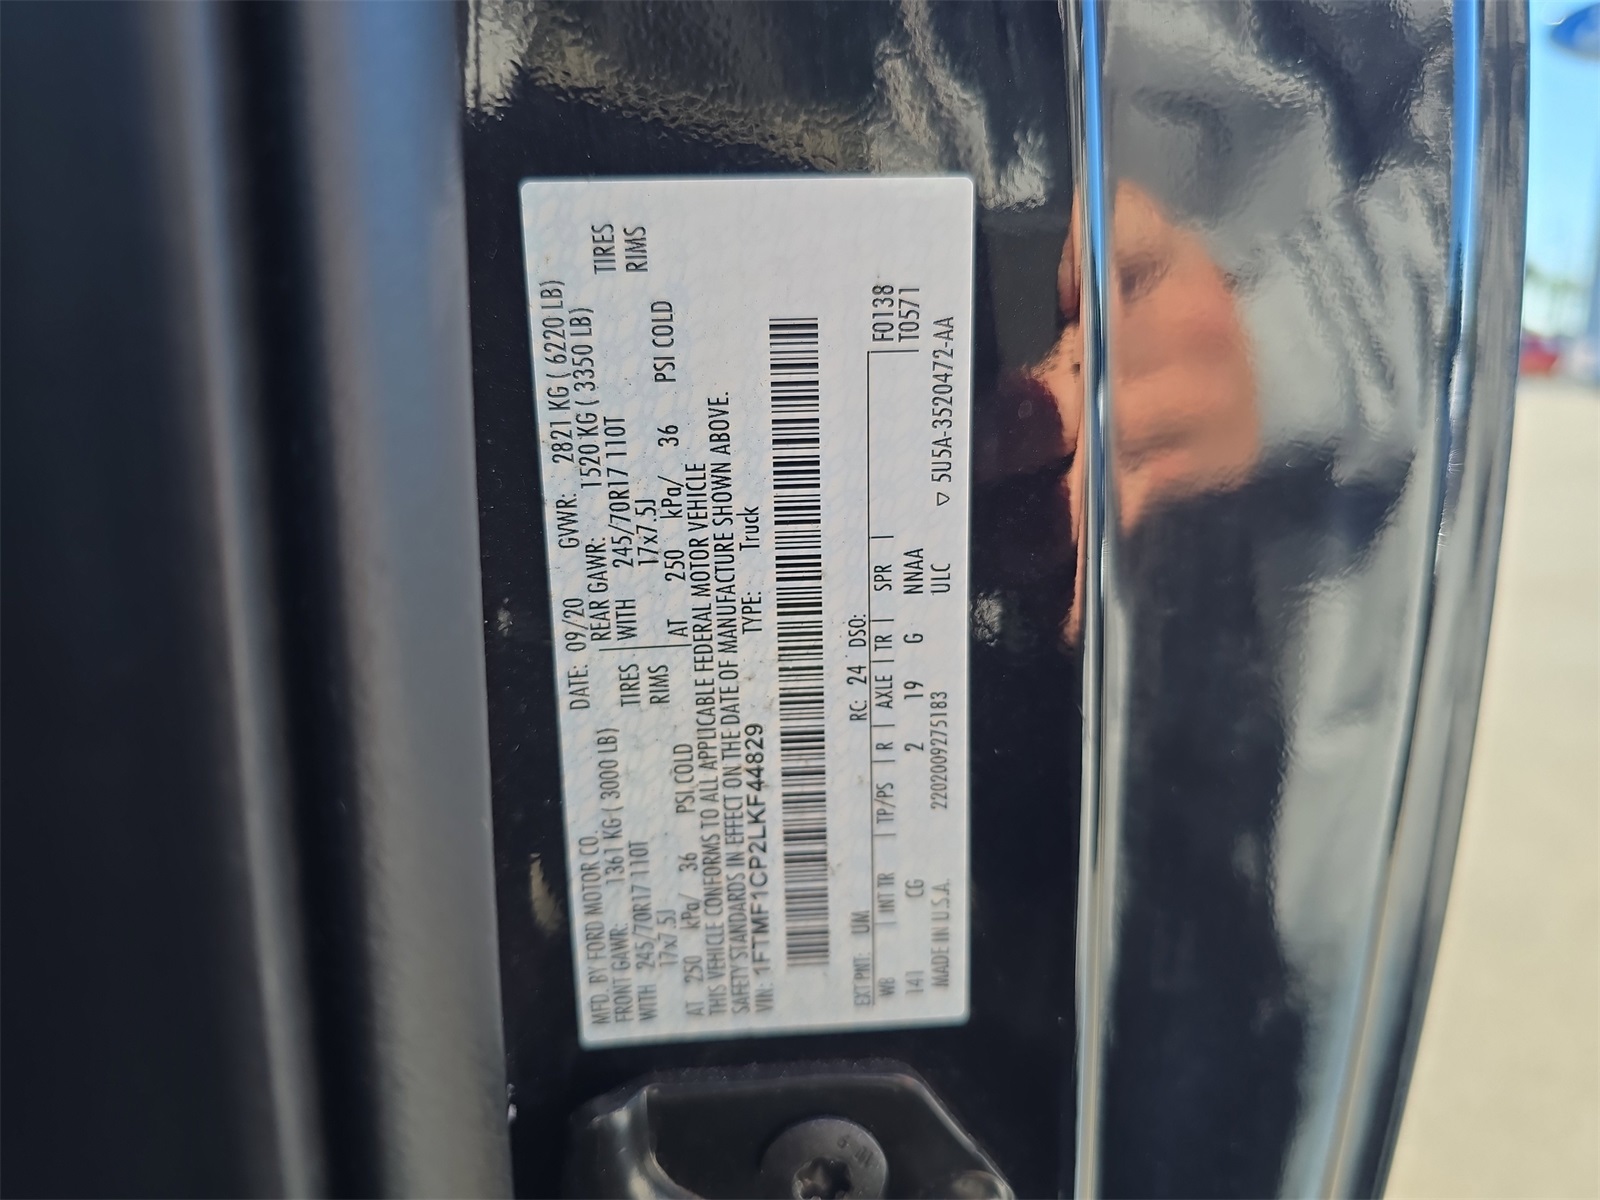 MFD. BY FORD MOTOR CO. DATE: 09/20 GVWR: 2821 KG ( 6220 LB)
FRONT GAWR: 1361 KG ( 3000 LB) REAR GAWR: 1520 KG ( 3350 LB)
WITH 245/70R17 110T TIRES WITH 245/70R17 110T TIRES
17x7.5J RIMS 17x7.5J RIMS
AT 250 kPa/ 36 PSI COLD AT 250 kPa/ 36 PSI COLD
THIS VEHICLE CONFORMS TO ALL APPLICABLE FEDERAL MOTOR VEHICLE
SAFETY STANDARDS IN EFFECT ON THE DATE OF MANUFACTURE SHOWN ABOVE.
VIN: 1FTMF1CP2LKF44829 TYPE: Truck
EXT PNT: UM RC: 24 DSO: F0138
WB INT TR TP/PS R AXLE TR SPR T0571
141 CG 2 19 G NNAA
MADE IN U.S.A. 22020092 75183 ULC ▽ 5U5A-3520472-AA